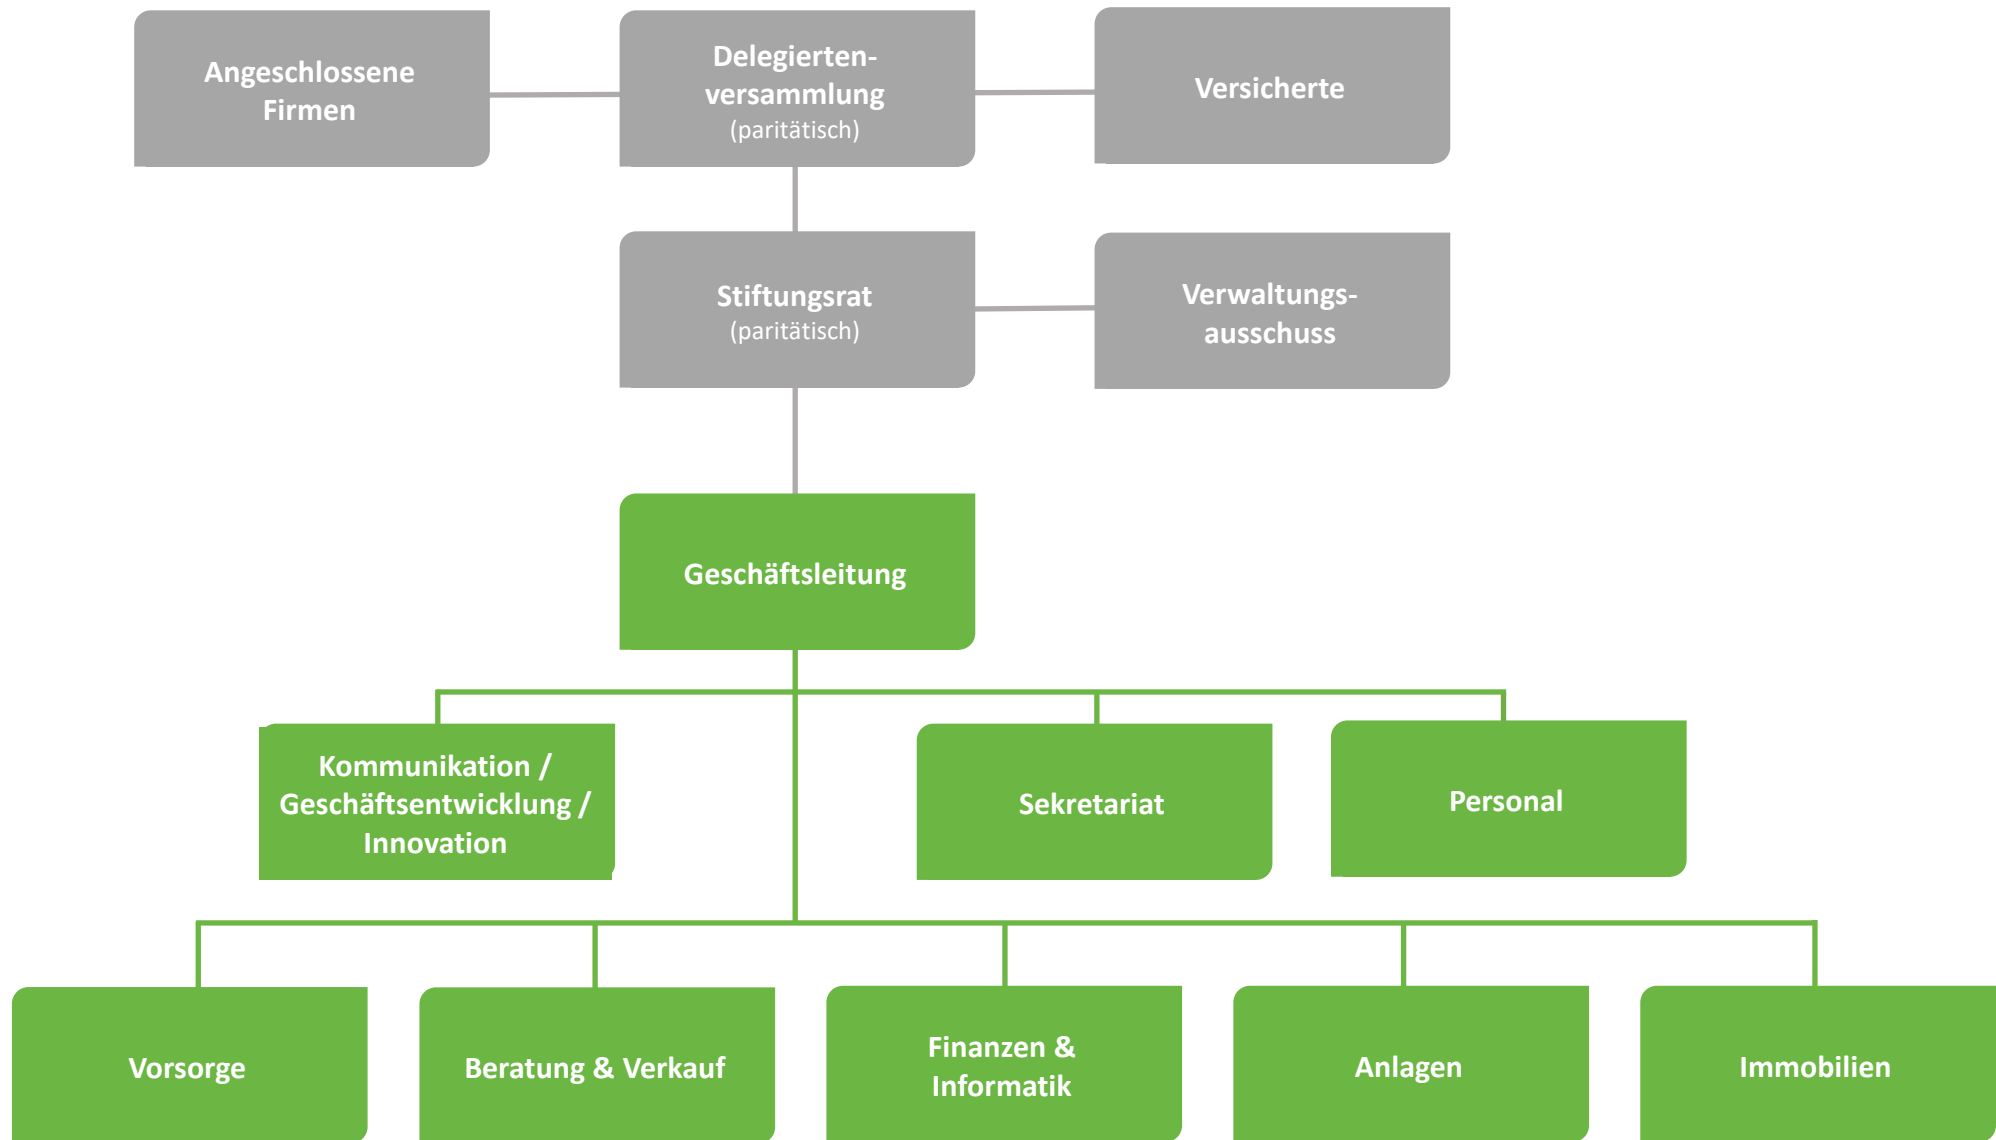 Angeschlossene
Firmen
Delegierten-
versammlung
(paritätisch)
Versicherte
Stiftungsrat
(paritätisch)
Verwaltungs-
ausschuss
Geschäftsleitung
Kommunikation /
Geschäftsentwicklung /
Innovation
Sekretariat
Personal
Vorsorge
Beratung & Verkauf
Finanzen &
Informatik
Anlagen
Immobilien